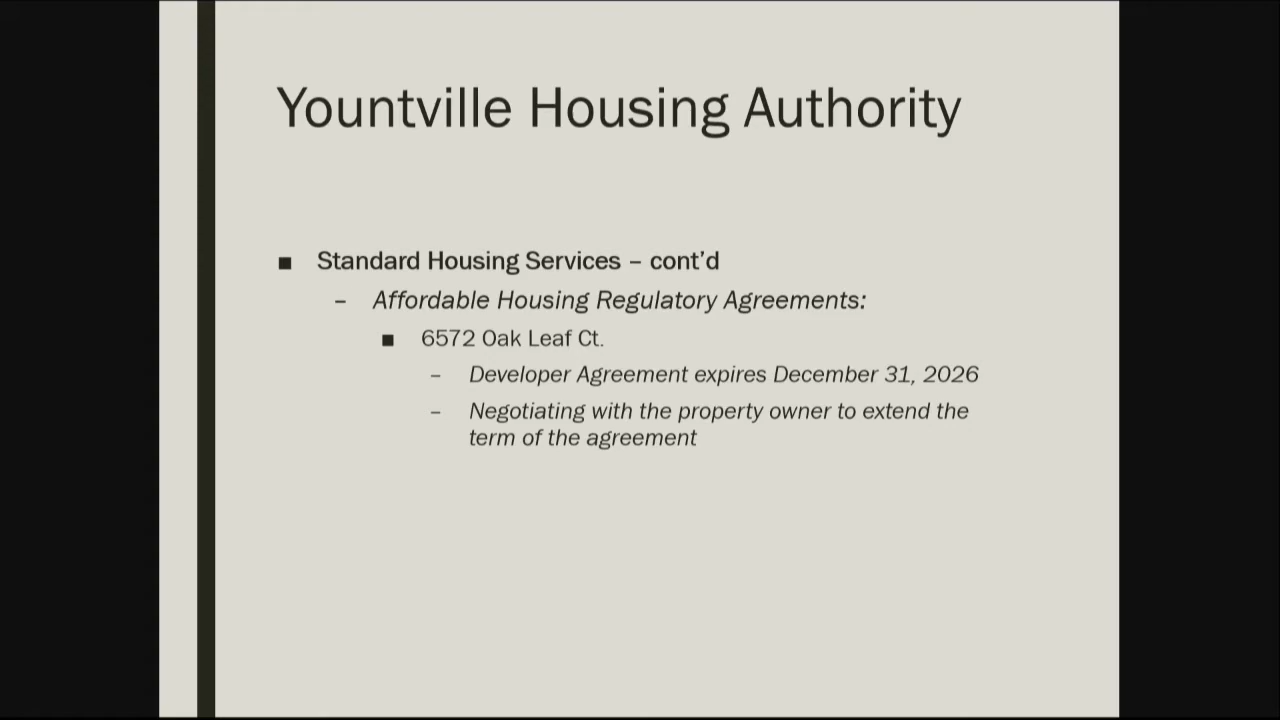 Yountville Housing Authority
■ Standard Housing Services – cont’d
– Affordable Housing Regulatory Agreements:
■ 6572 Oak Leaf Ct.
– Developer Agreement expires December 31, 2026
– Negotiating with the property owner to extend the
term of the agreement